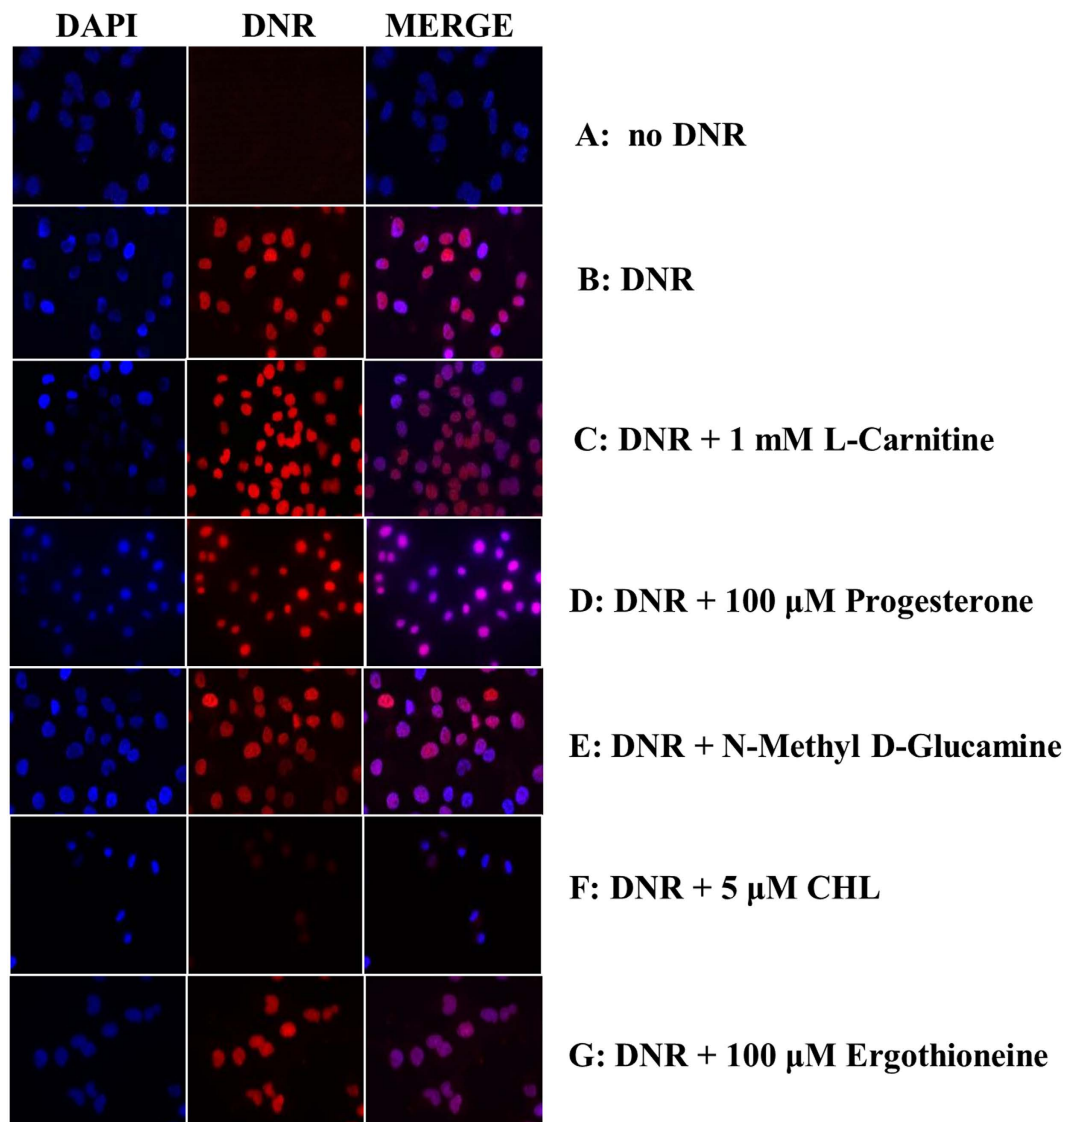 DAPI DNR MERGE
A: no DNR
B: DNR
C: DNR + 1 mM L-Carnitine
D: DNR + 100 μM Progesterone
E: DNR + N-Methyl D-Glucamine
F: DNR + 5 μM CHL
G: DNR + 100 μM Ergothioneine